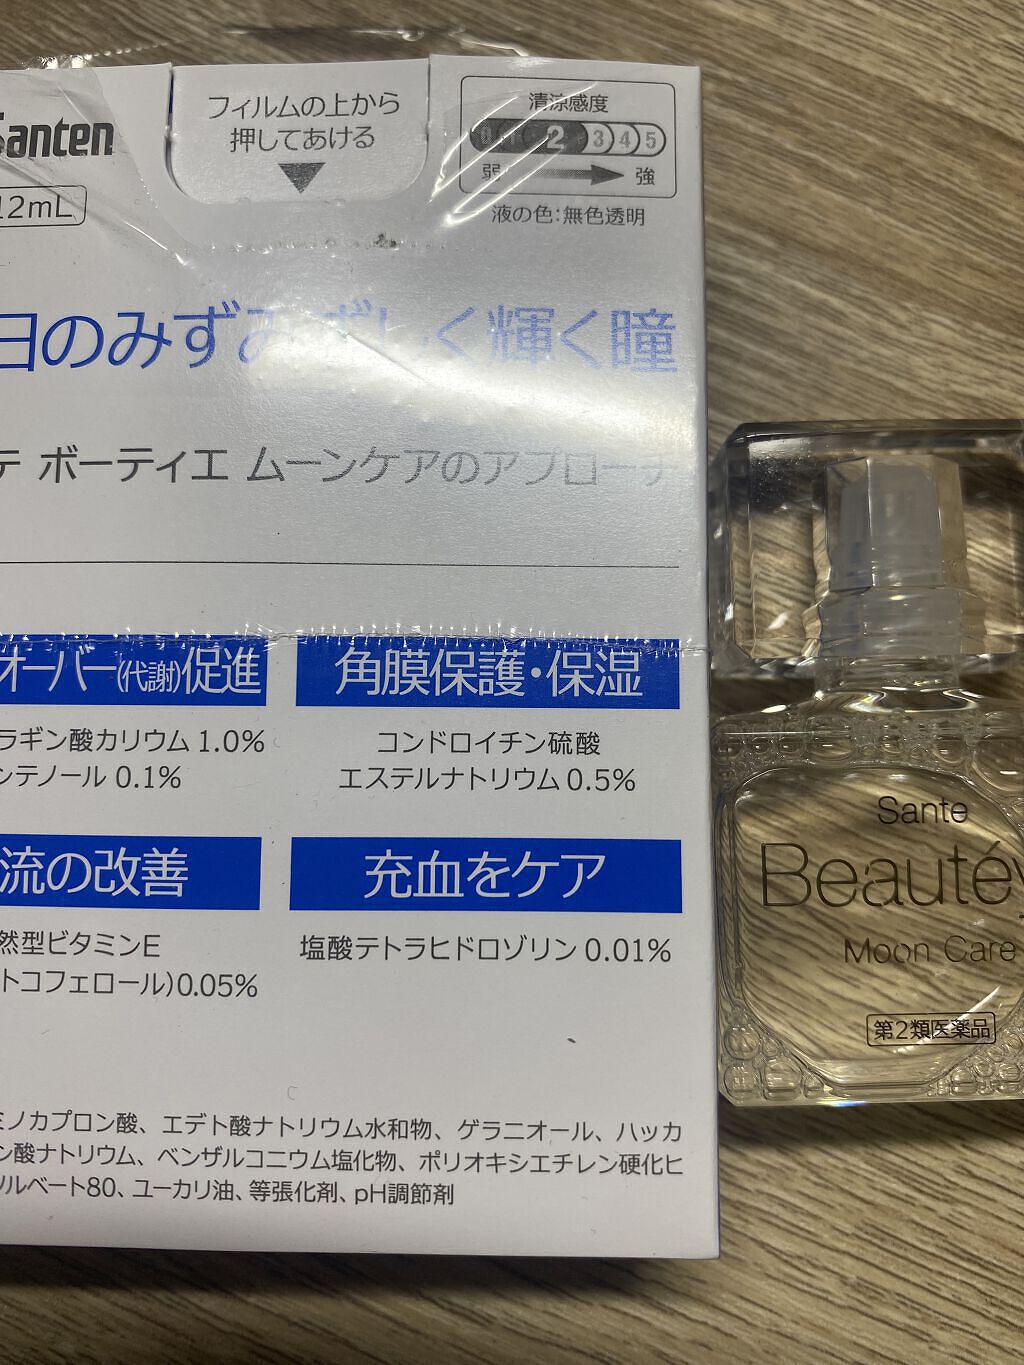 Santen
12mL
フィルムの上から
押してあける
清涼感度
0 1 2 3 4 5
弱 強
液の色:無色透明
日のみずみずしく輝く瞳
テ ボーティエ ムーンケアのアプローチ
オーバー(代謝)促進
ラギン酸カリウム 1.0%
ンテノール 0.1%
角膜保護・保湿
コンドロイチン硫酸
エステルナトリウム 0.5%
流の改善
然型ビタミンE
トコフェロール)0.05%
充血をケア
塩酸テトラヒドロゾリン 0.01%
ミノカプロン酸、エデト酸ナトリウム水和物、ゲラニオール、ハッカ
ン酸ナトリウム、ベンザルコニウム塩化物、ポリオキシエチレン硬化ヒ
ソルベート80、ユーカリ油、等張化剤、pH調節剤
Sante
Beautéy
Moon Care
第2類医薬品